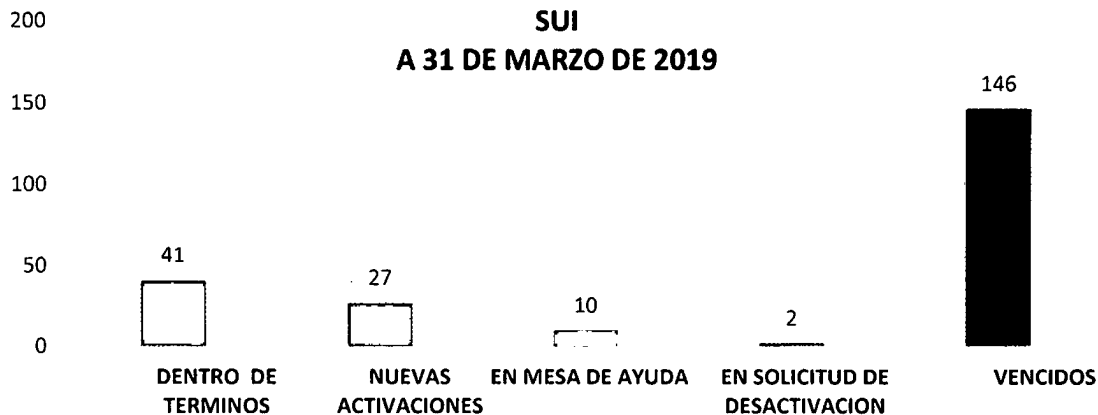 SUI
A 31 DE MARZO DE 2019
200
150
100
50
0
41
27
10
2
146
DENTRO DE
TERMINOS
NUEVAS
ACTIVACIONES
EN MESA DE AYUDA
EN SOLICITUD DE
DESACTIVACION
VENCIDOS